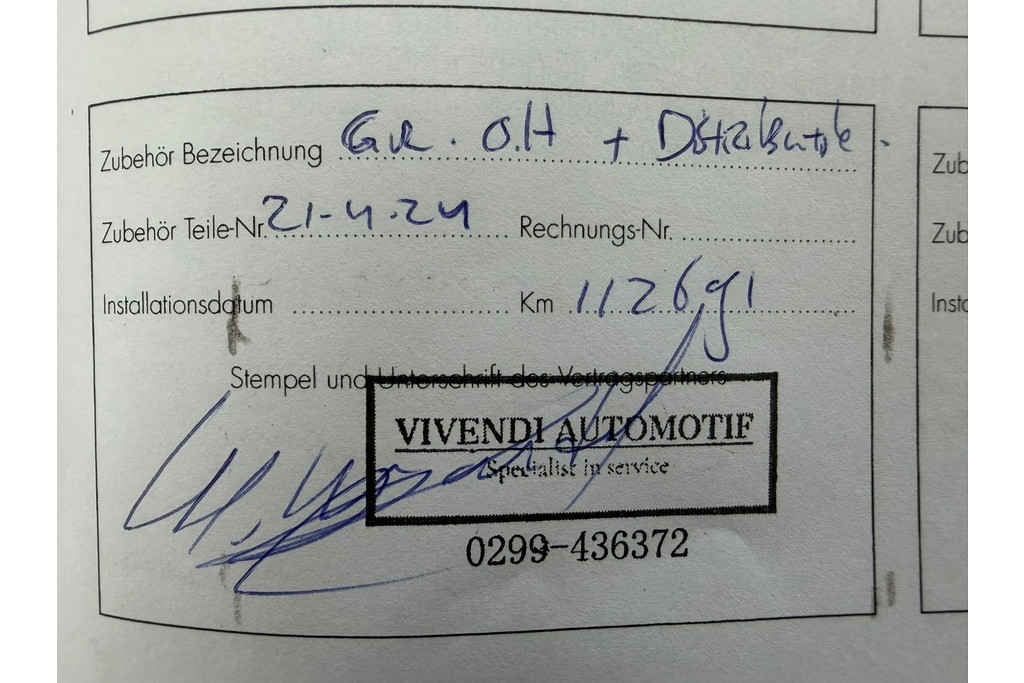 Zubehör Bezeichnung GR. O.H + Distributie.
Zubehör Teile-Nr. 21-4-24 Rechnungs-Nr.
Installationsdatum Km 112691
Stempel und Unterschrift des Vertragspartners
VIVENDI AUTOMOTIF
Specialist in service
0299-436372
Zub
Zub
Insta